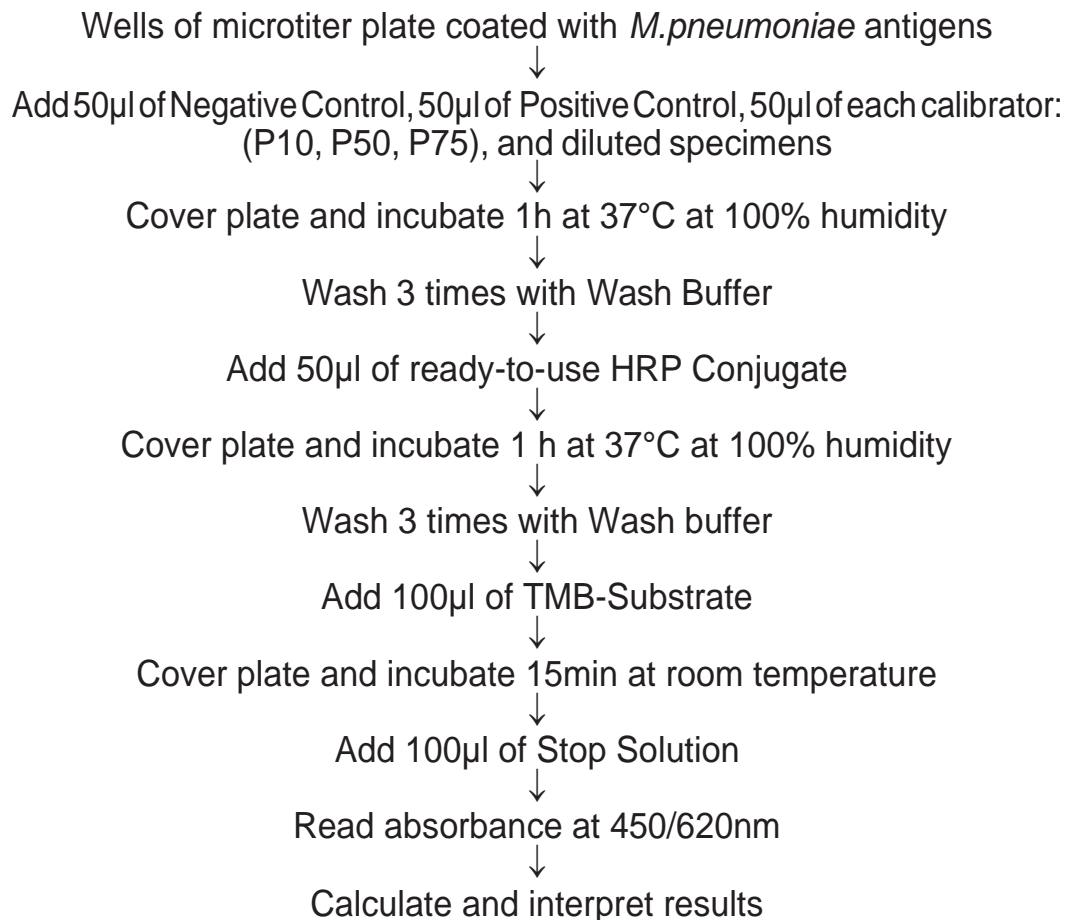 Wells of microtiter plate coated with M.pneumoniae antigens
↓
Add 50µl of Negative Control, 50µl of Positive Control, 50µl of each calibrator:
(P10, P50, P75), and diluted specimens
↓
Cover plate and incubate 1h at 37°C at 100% humidity
↓
Wash 3 times with Wash Buffer
↓
Add 50µl of ready-to-use HRP Conjugate
↓
Cover plate and incubate 1 h at 37°C at 100% humidity
↓
Wash 3 times with Wash buffer
↓
Add 100µl of TMB-Substrate
↓
Cover plate and incubate 15min at room temperature
↓
Add 100µl of Stop Solution
↓
Read absorbance at 450/620nm
↓
Calculate and interpret results